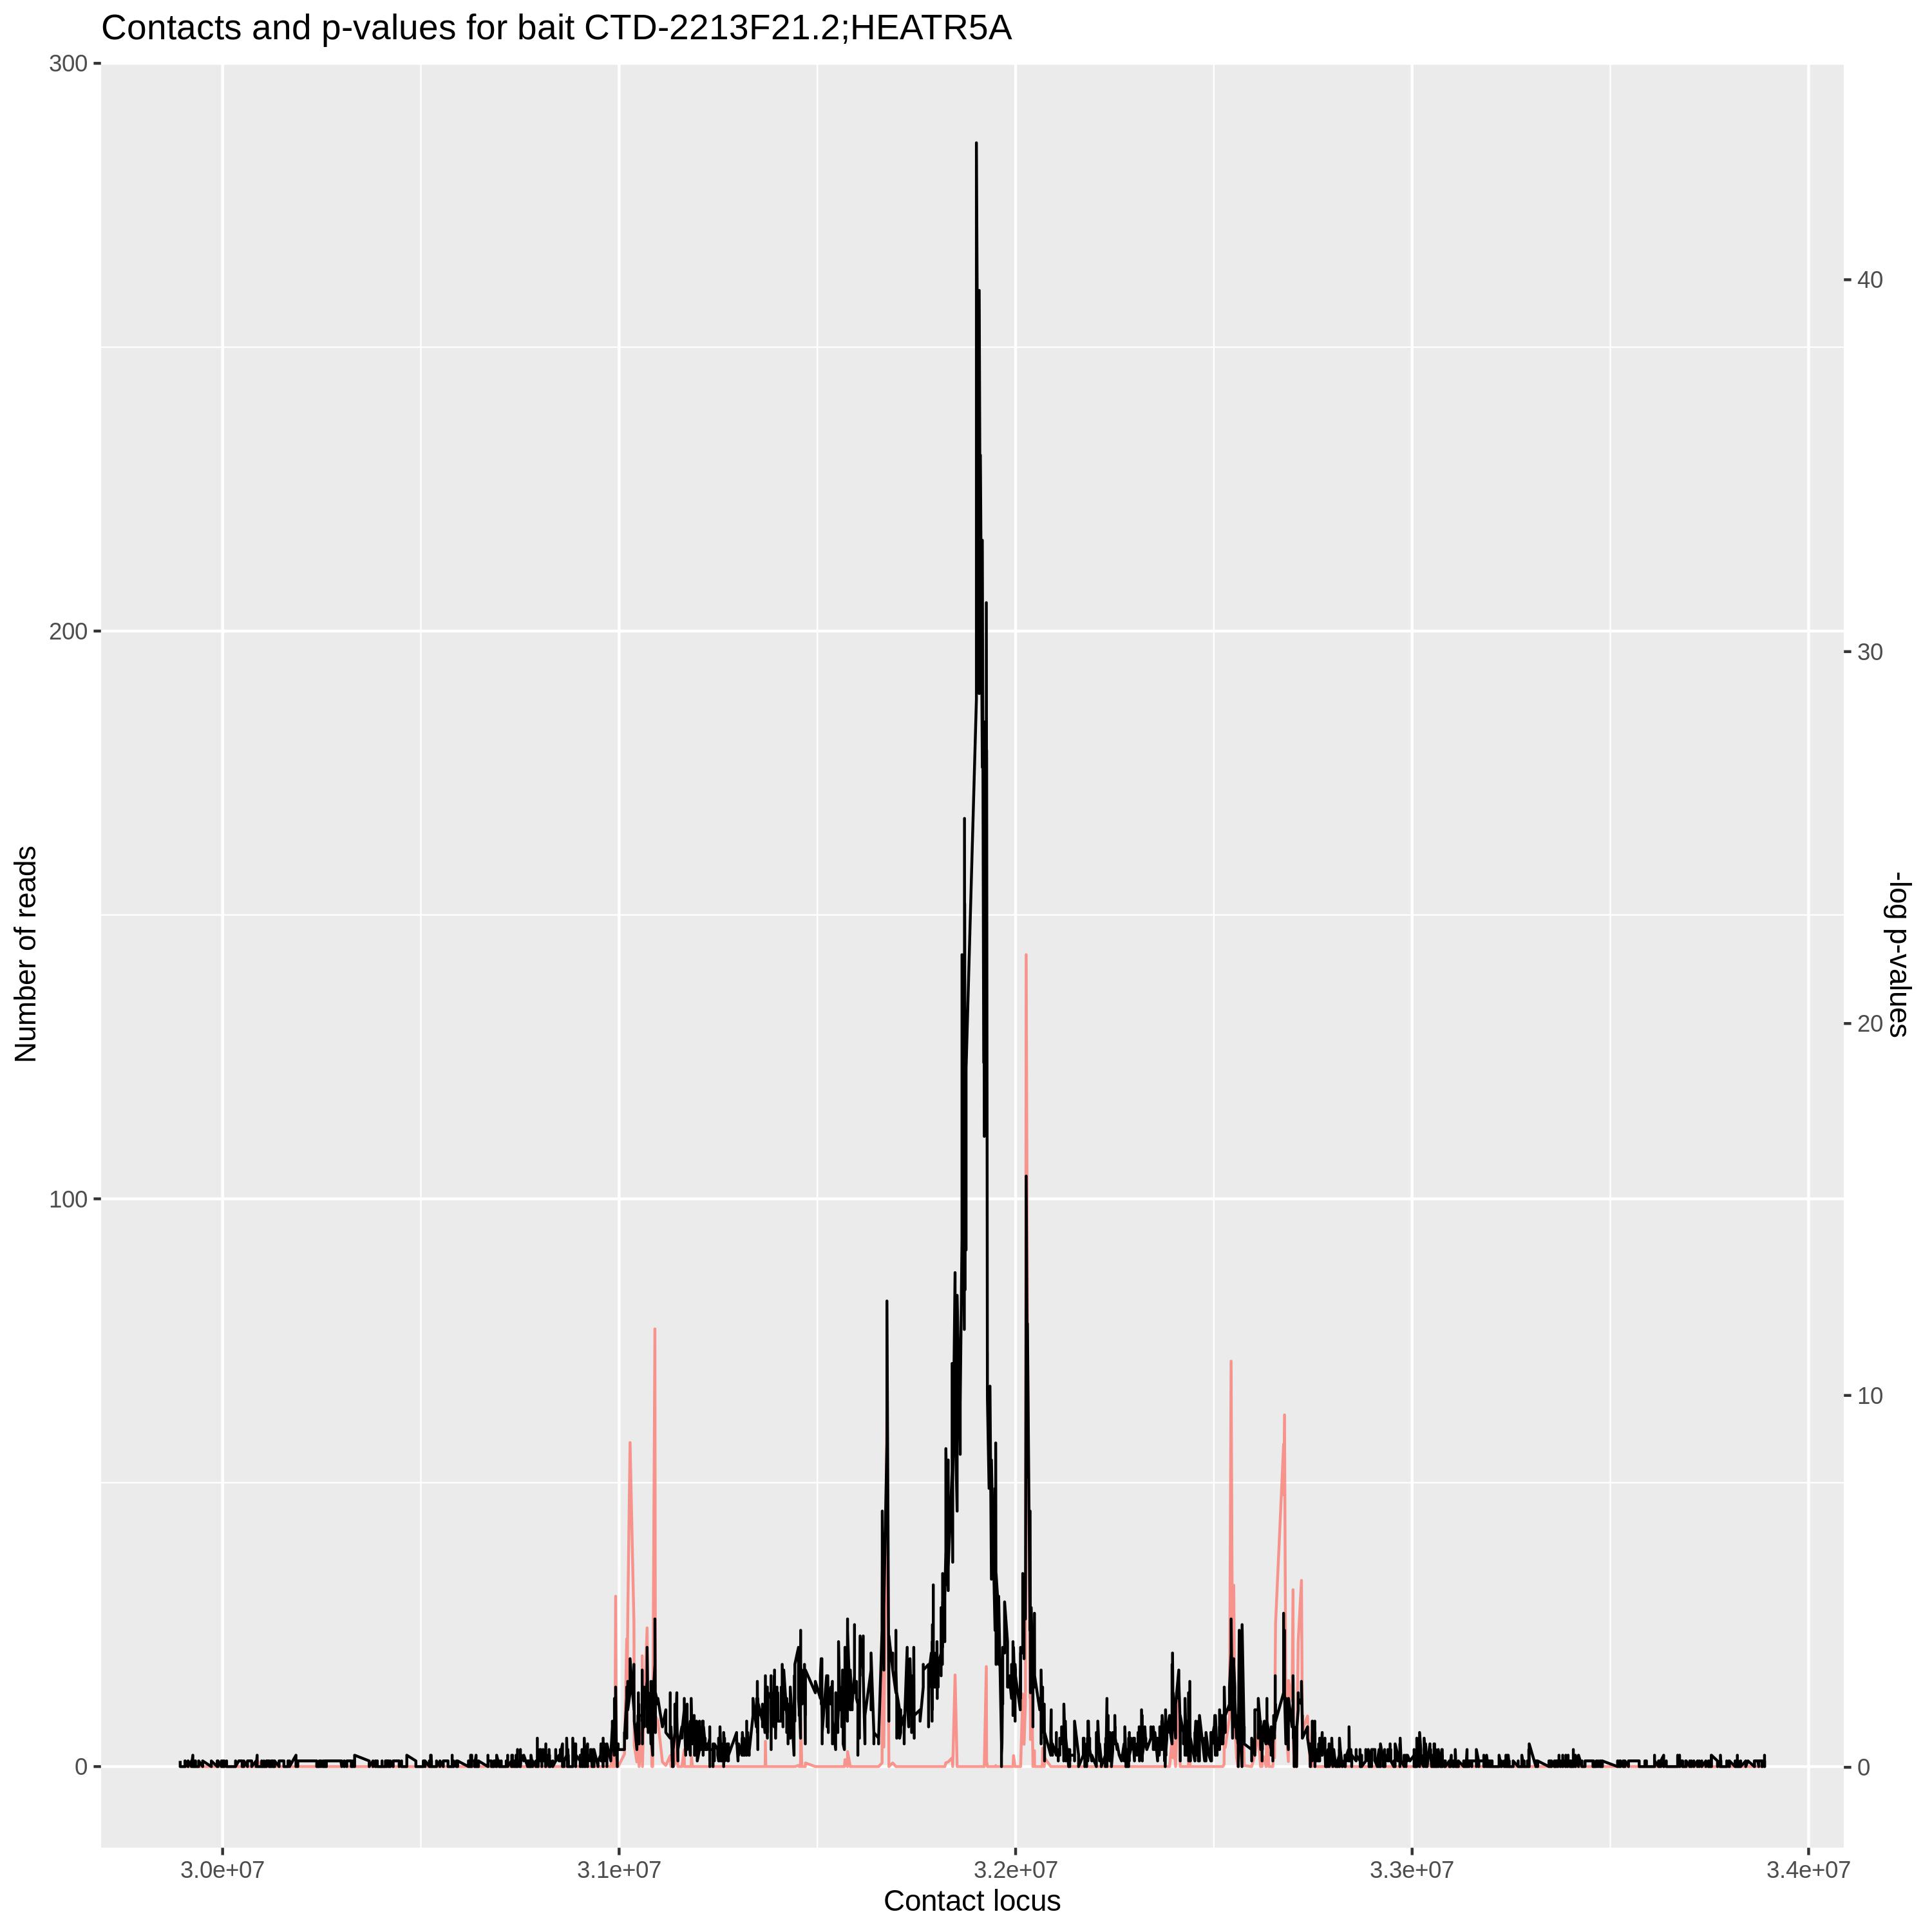 Contacts and p-values for bait CTD-2213F21.2;HEATR5A
300
200
100
0
Number of reads
40
30
20
10
0
-log p-values
3.0e+07
3.1e+07
3.2e+07
3.3e+07
3.4e+07
Contact locus